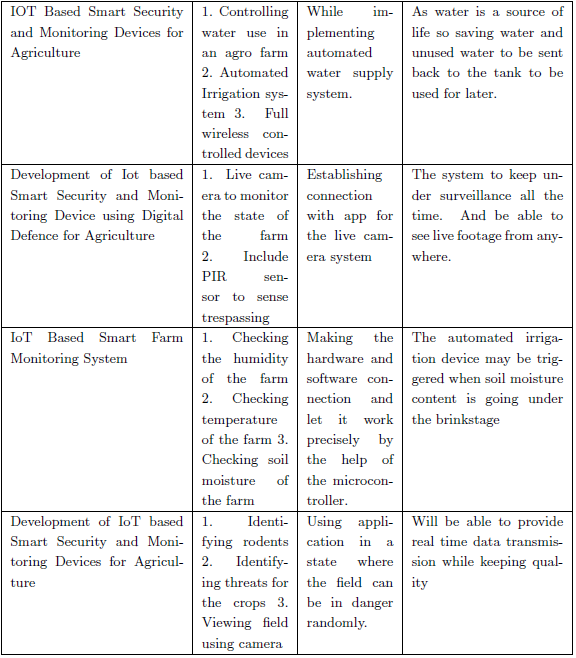 IOT Based Smart Security
and Monitoring Devices for
Agriculture
1. Controlling
water use in
an agro farm
2. Automated
Irrigation sys-
tem 3. Full
wireless con-
trolled devices
While im-
plementing
automated
water supply
system.
As water is a source of
life so saving water and
unused water to be sent
back to the tank to be
used for later.
Development of Iot based
Smart Security and Moni-
toring Device using Digital
Defence for Agriculture
1. Live cam-
era to monitor
the state of
the farm
2. Include
PIR sen-
sor to sense
trespassing
Establishing
connection
with app for
the live cam-
era system
The system to keep un-
der surveillance all the
time. And be able to
see live footage from any-
where.
IoT Based Smart Farm
Monitoring System
1. Checking
the humidity
of the farm
2. Checking
temperature
of the farm 3.
Checking soil
moisture of
the farm
Making the
hardware and
software con-
nection and
let it work
precisely by
the help of
the microcon-
troller.
The automated irriga-
tion device may be trig-
gered when soil moisture
content is going under
the brinkstage
Development of IoT based
Smart Security and Moni-
toring Devices for Agricul-
ture
1. Identi-
fying rodents
2. Identify-
ing threats for
the crops 3.
Viewing field
using camera
Using appli-
cation in a
state where
the field can
be in danger
randomly.
Will be able to provide
real time data transmis-
sion while keeping qual-
ity